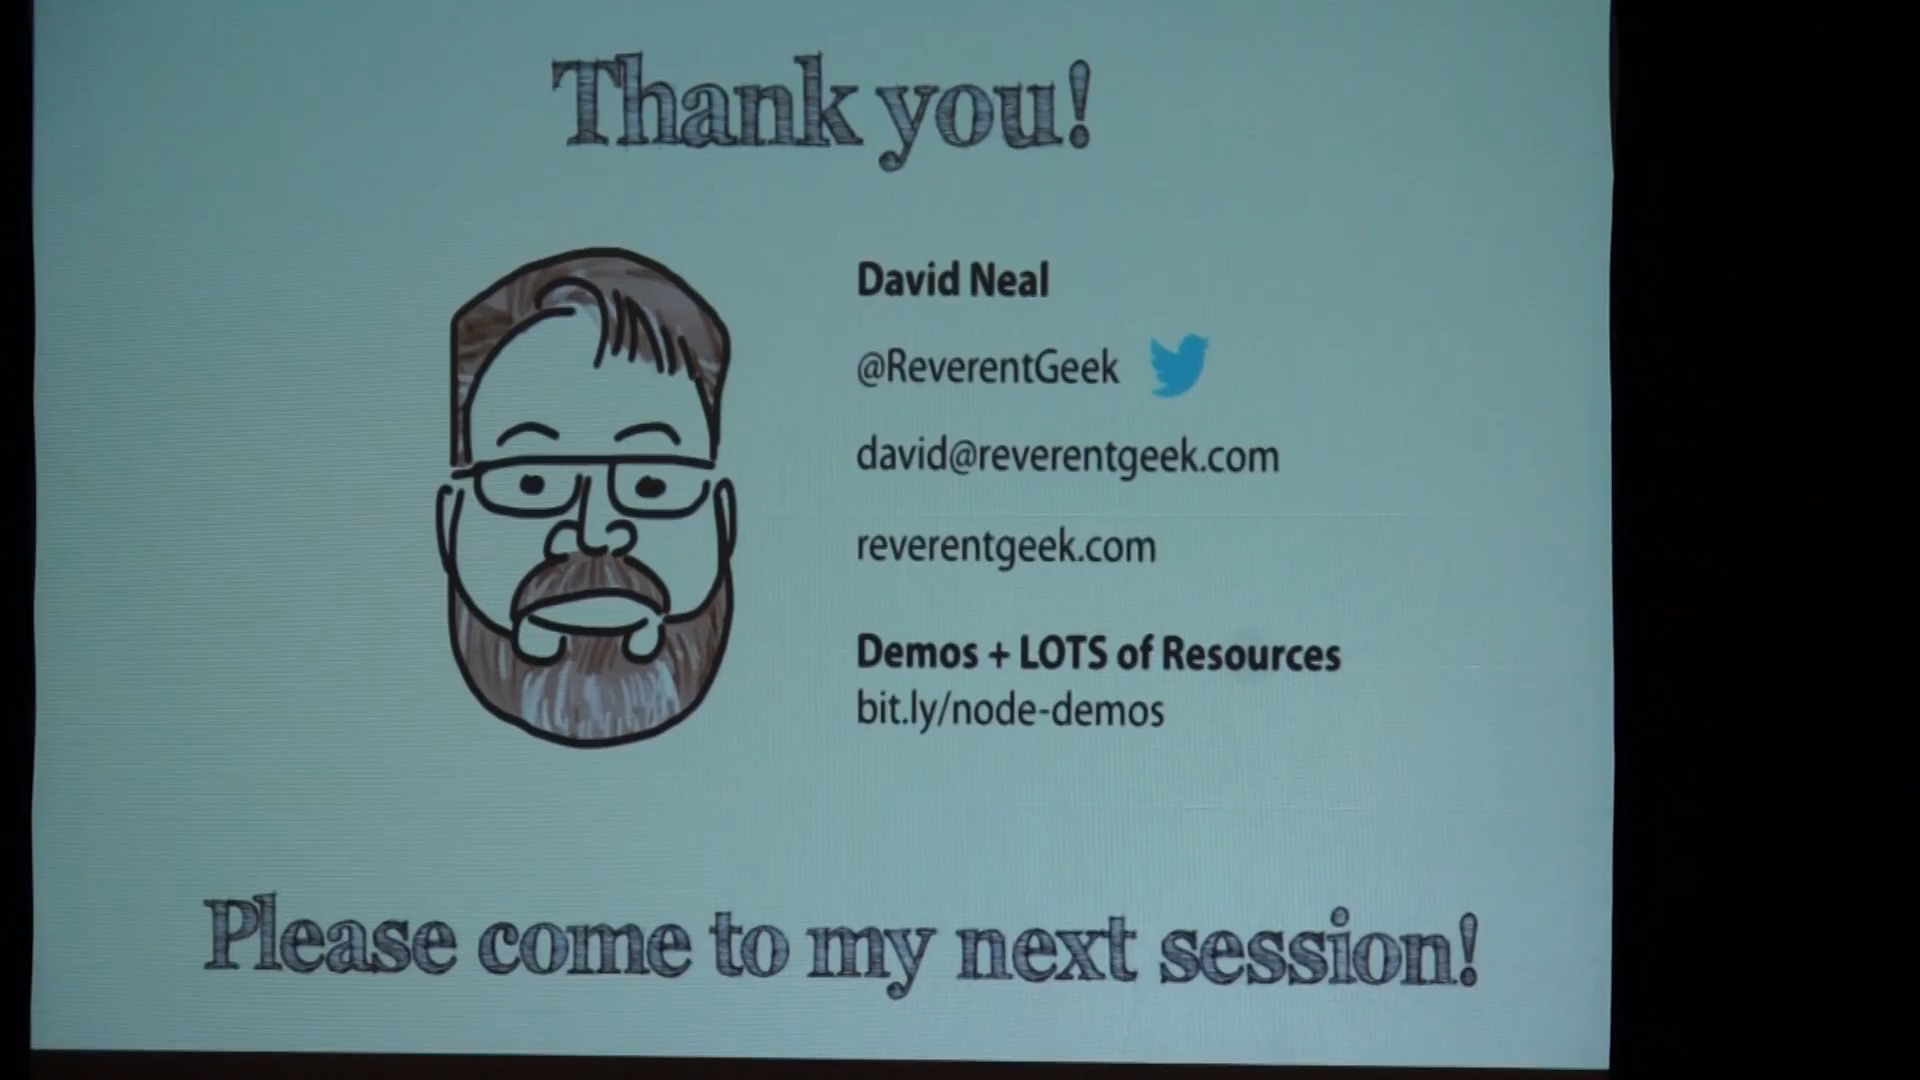 Thank you!
David Neal
@ReverentGeek
david@reverentgeek.com
reverentgeek.com
Demos + LOTS of Resources
bit.ly/node-demos
Please come to my next session!